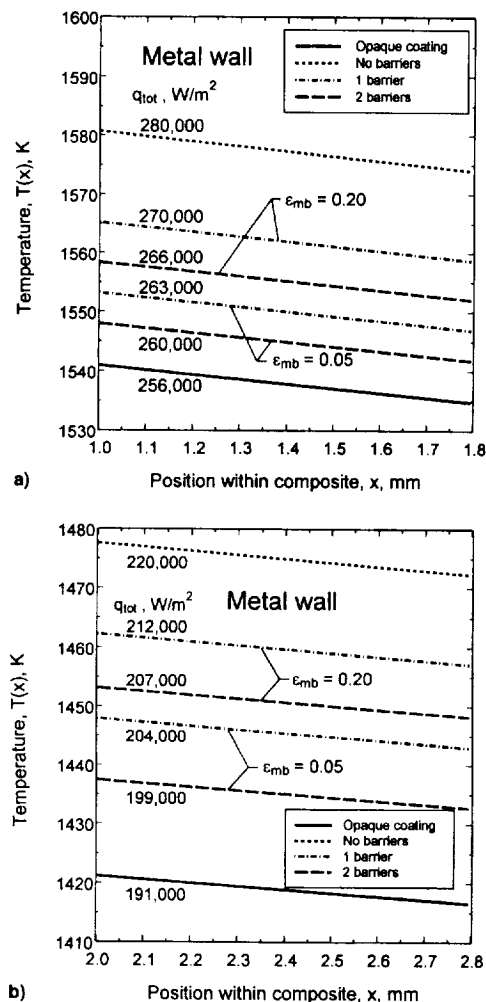 1600
1590
1580
1570
1560
1550
1540
1530
Temperature, T(x), K
Metal wall
q_tot , W/m²
Opaque coating
No barriers
1 barrier
2 barriers
280,000
270,000
ε_mb = 0.20
266,000
263,000
260,000
ε_mb = 0.05
256,000
1.0 1.1 1.2 1.3 1.4 1.5 1.6 1.7 1.8
a)
Position within composite, x, mm
1480
1470
1460
1450
1440
1430
1420
1410
Temperature, T(x), K
220,000
q_tot, W/m²
Metal wall
212,000
ε_mb = 0.20
207,000
204,000
ε_mb = 0.05
199,000
Opaque coating
No barriers
1 barrier
2 barriers
191,000
2.0 2.1 2.2 2.3 2.4 2.5 2.6 2.7 2.8
b)
Position within composite, x, mm